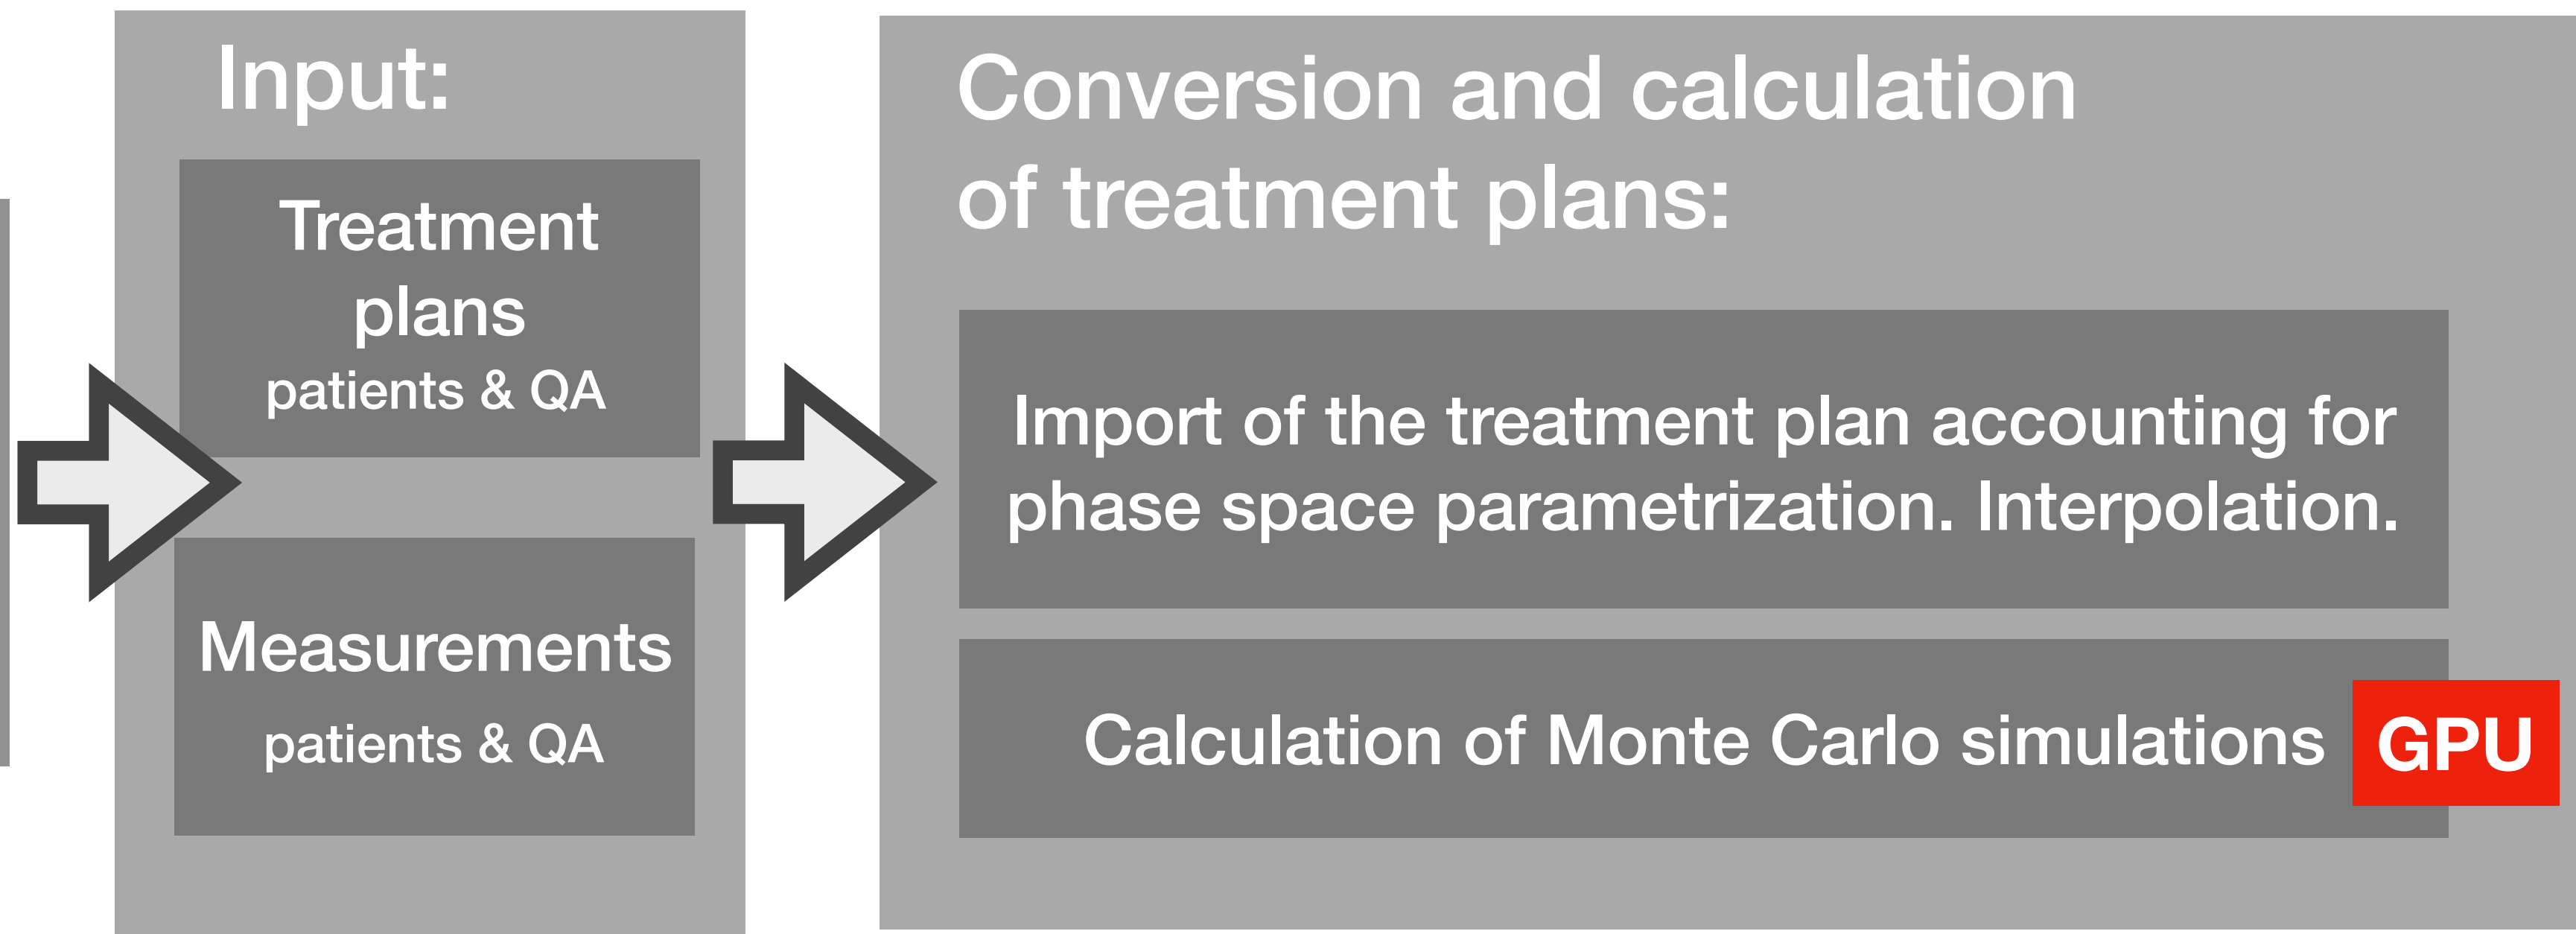 Input:
Treatment
plans
patients & QA
Measurements
patients & QA
Conversion and calculation
of treatment plans:
Import of the treatment plan accounting for
phase space parametrization. Interpolation.
Calculation of Monte Carlo simulations
GPU